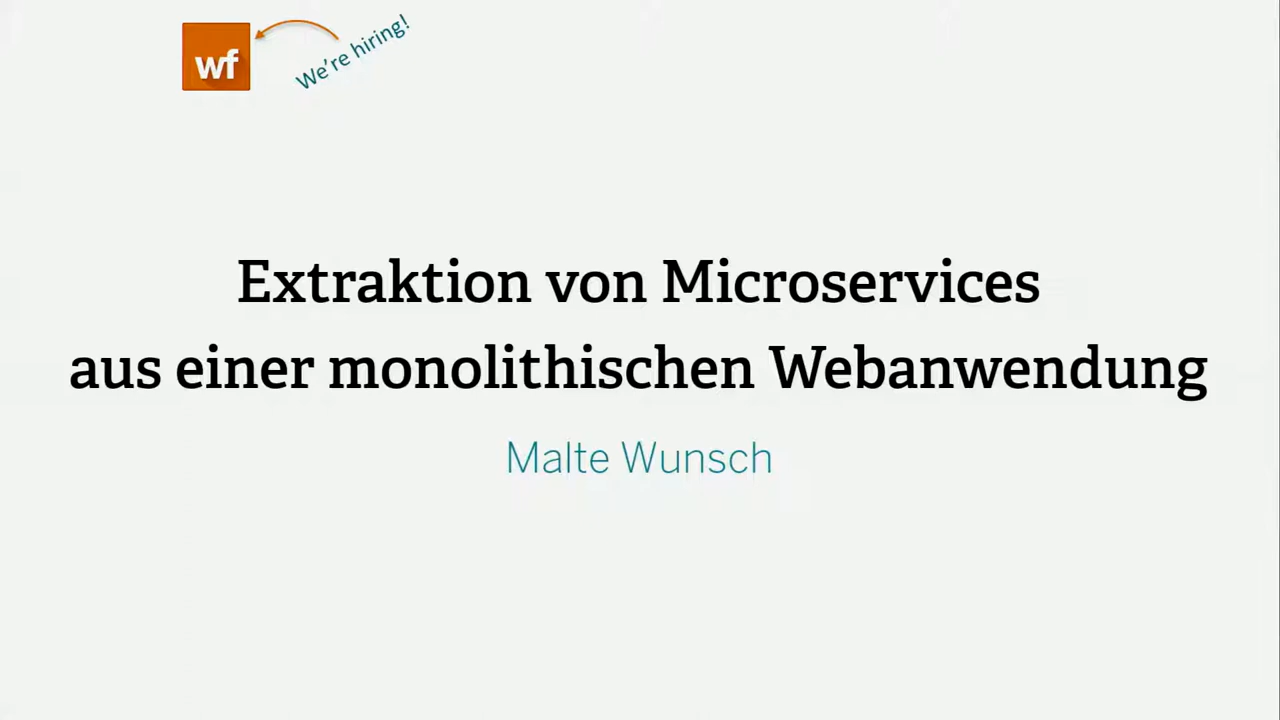 wf
We're hiring!
Extraktion von Microservices
aus einer monolithischen Webanwendung
Malte Wunsch